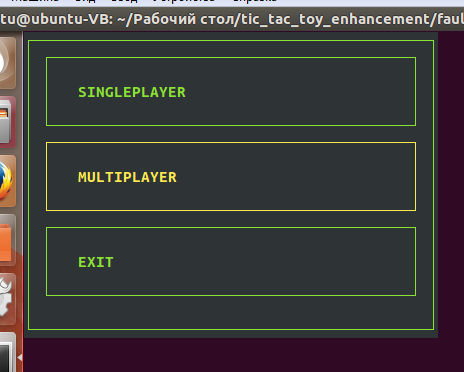 tu@ubuntu-VB: ~/Рабочий стол/tic_tac_toy_enhancement/faul
SINGLEPLAYER
MULTIPLAYER
EXIT